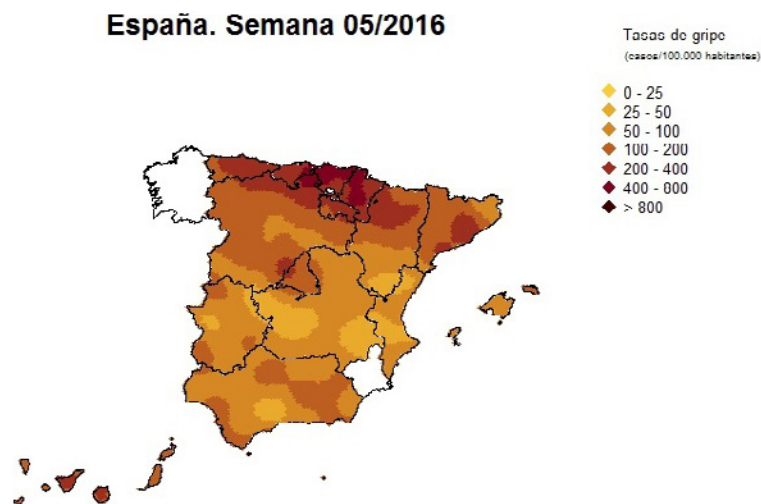 España. Semana 05/2016
Tasas de gripe
(casos/100.000 habitantes)
0 - 25
25 - 50
50 - 100
100 - 200
200 - 400
400 - 800
> 800